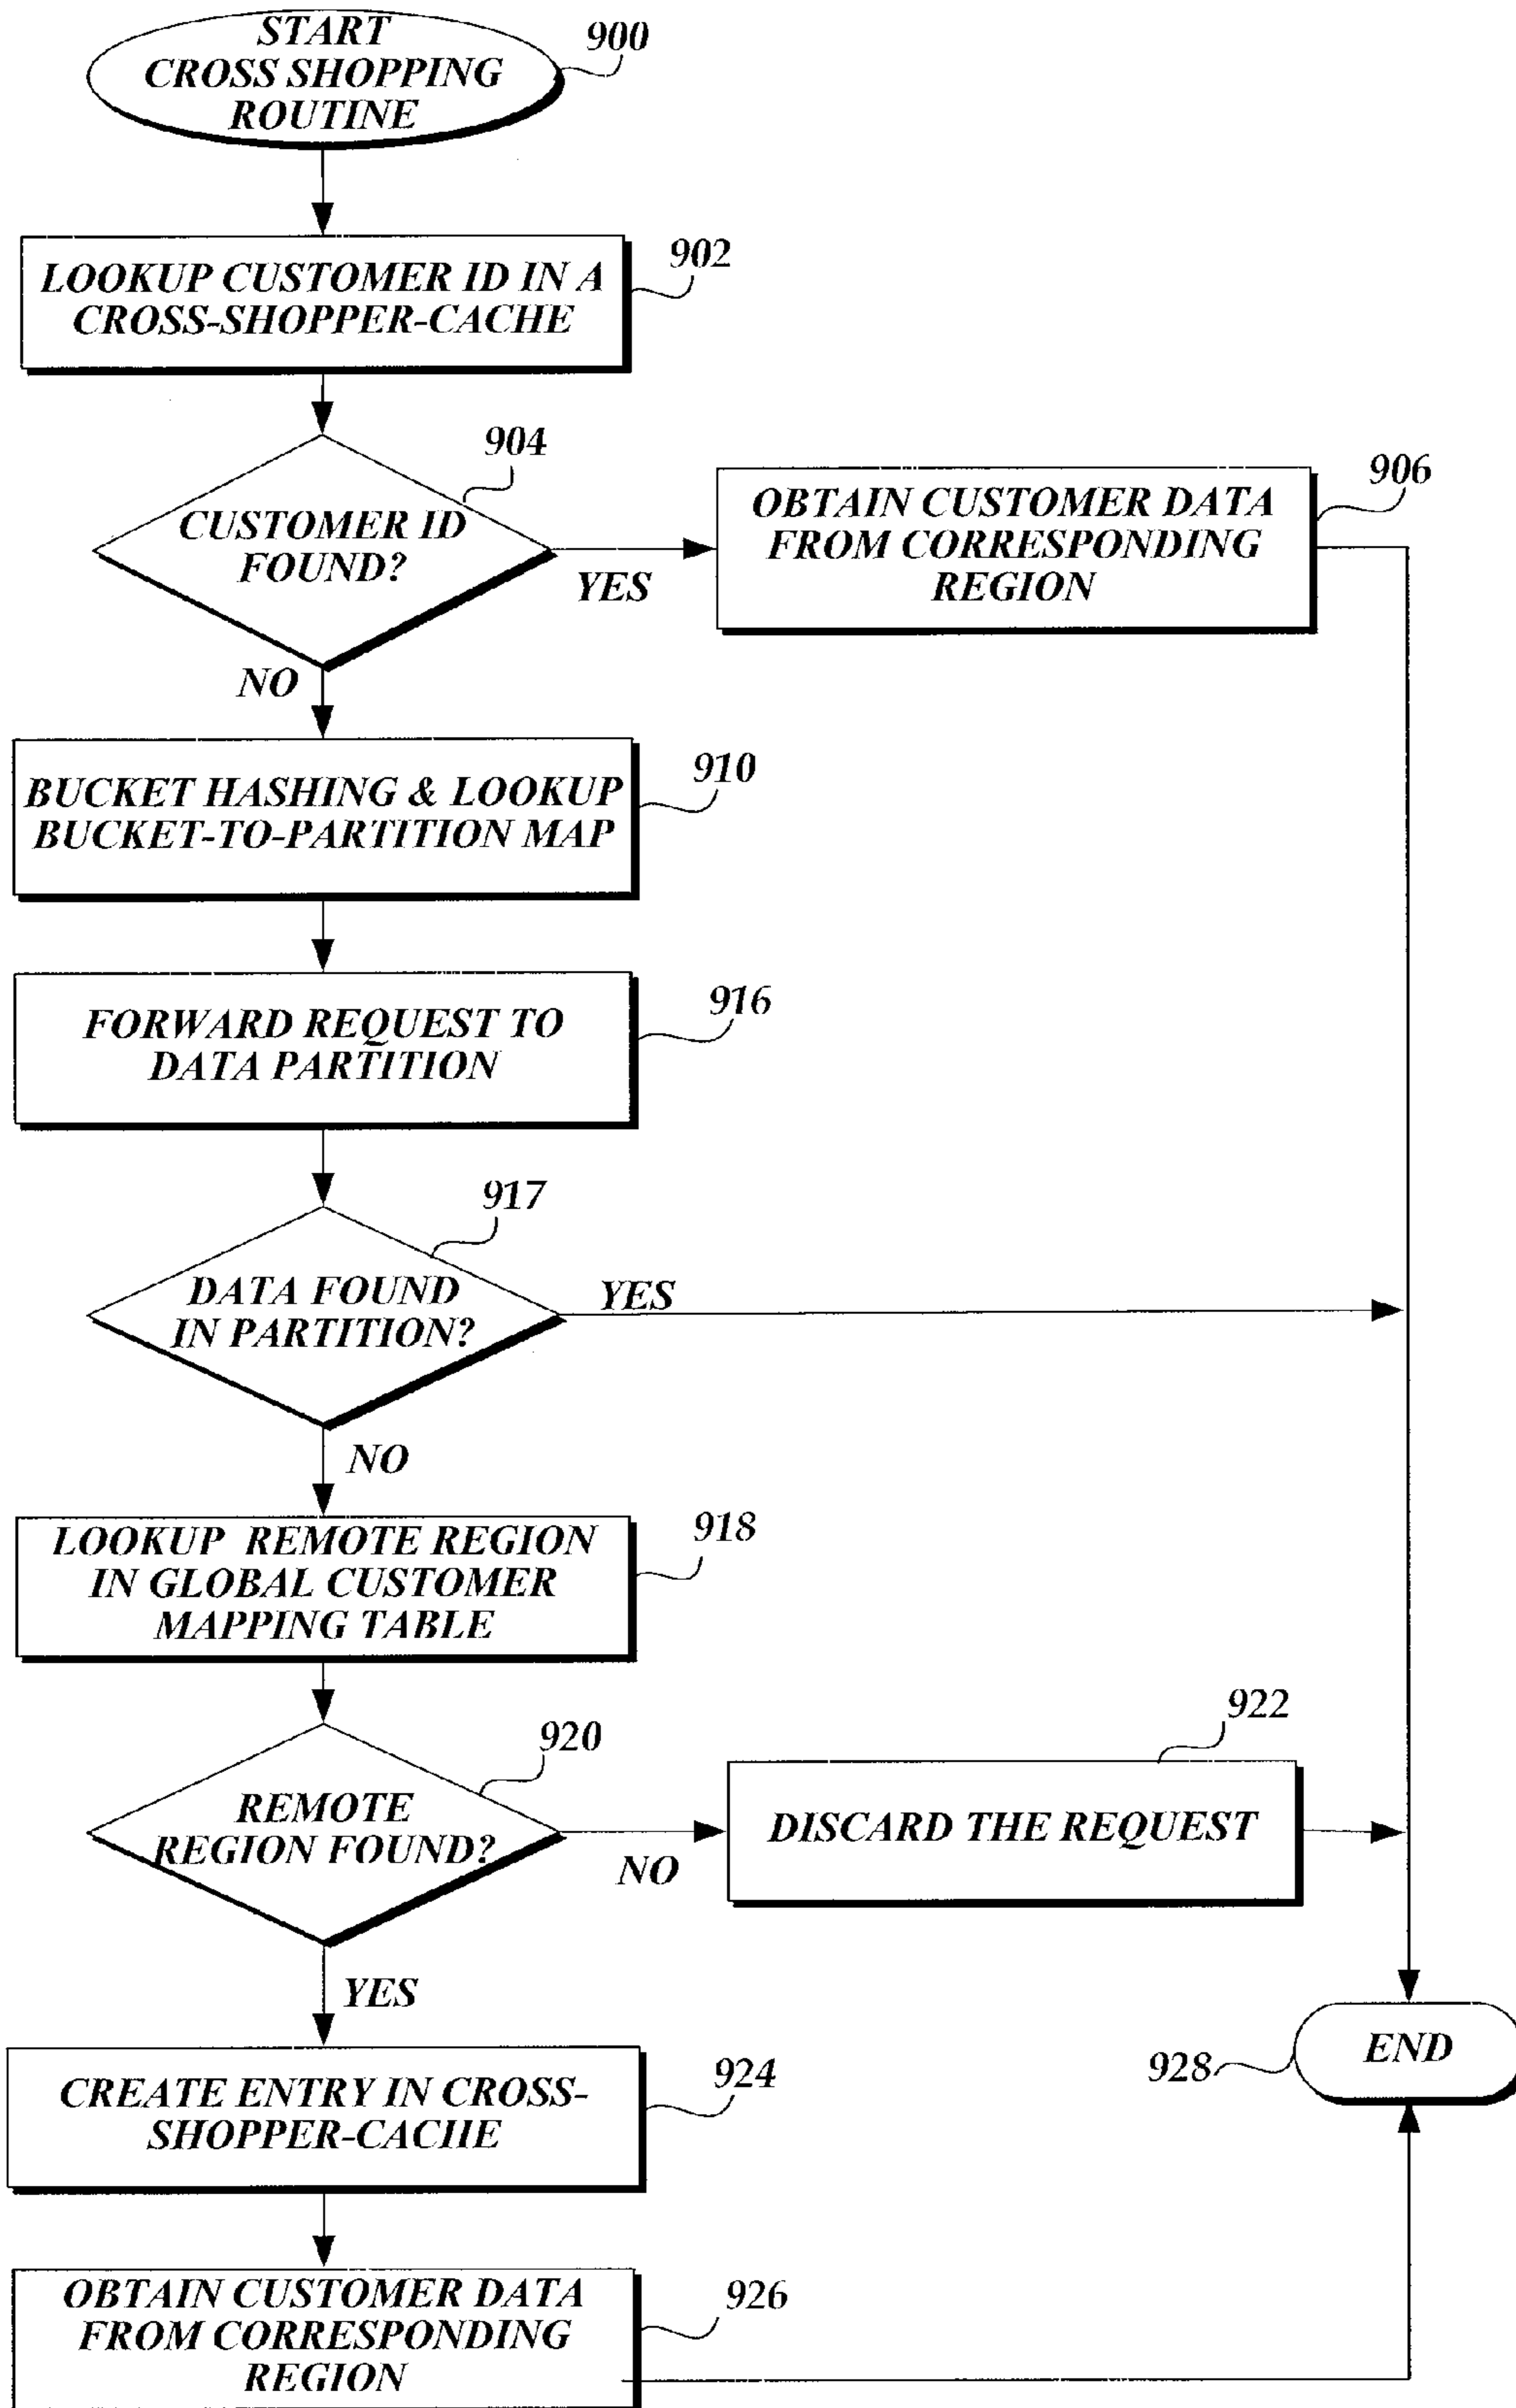 START
CROSS SHOPPING
ROUTINE
900
LOOKUP CUSTOMER ID IN A
CROSS-SHOPPER-CACHE
902
904
CUSTOMER ID
FOUND?
YES
NO
906
OBTAIN CUSTOMER DATA
FROM CORRESPONDING
REGION
BUCKET HASHING & LOOKUP
BUCKET-TO-PARTITION MAP
910
FORWARD REQUEST TO
DATA PARTITION
916
917
DATA FOUND
IN PARTITION?
YES
NO
LOOKUP REMOTE REGION
IN GLOBAL CUSTOMER
MAPPING TABLE
918
920
REMOTE
REGION FOUND?
NO
YES
922
DISCARD THE REQUEST
CREATE ENTRY IN CROSS-
SHOPPER-CACHE
924
928
END
OBTAIN CUSTOMER DATA
FROM CORRESPONDING
REGION
926